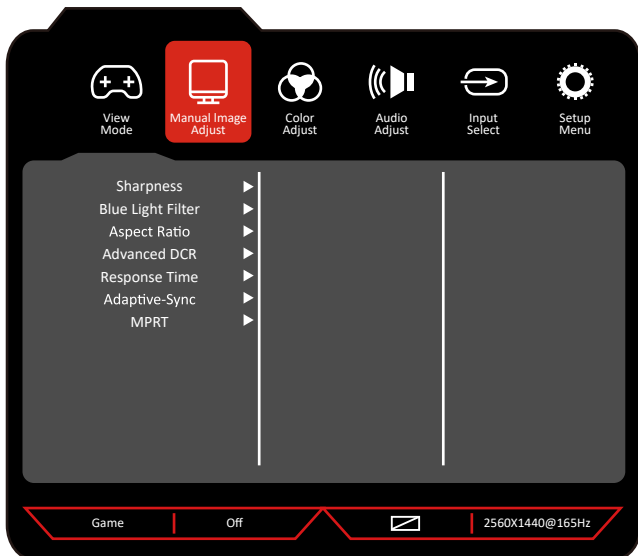 View
Mode
Manual Image
Adjust
Color
Adjust
Audio
Adjust
Input
Select
Setup
Menu
Sharpness
Blue Light Filter
Aspect Ratio
Advanced DCR
Response Time
Adaptive-Sync
MPRT
Game
Off
2560X1440@165Hz